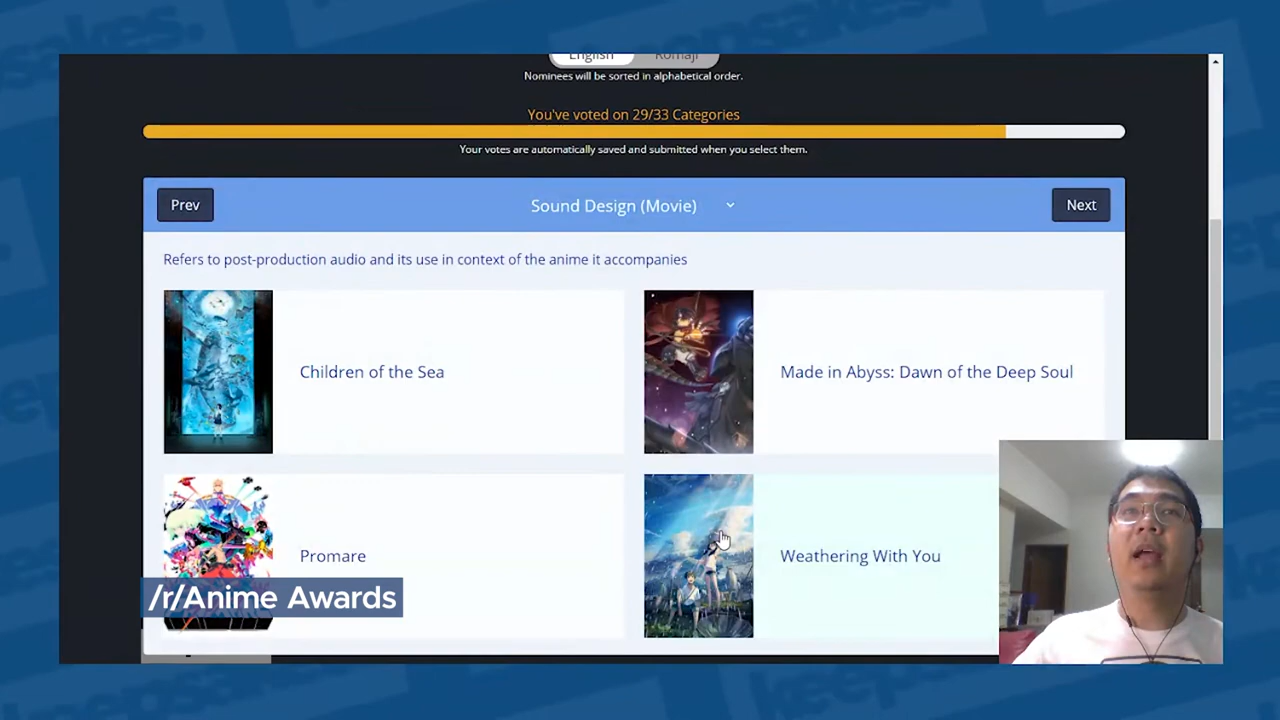 English Romaji
Nominees will be sorted in alphabetical order.
You've voted on 29/33 Categories
Your votes are automatically saved and submitted when you select them.
Prev
Sound Design (Movie)
Next
Refers to post-production audio and its use in context of the anime it accompanies
Children of the Sea
Made in Abyss: Dawn of the Deep Soul
Promare
Weathering With You
/r/Anime Awards